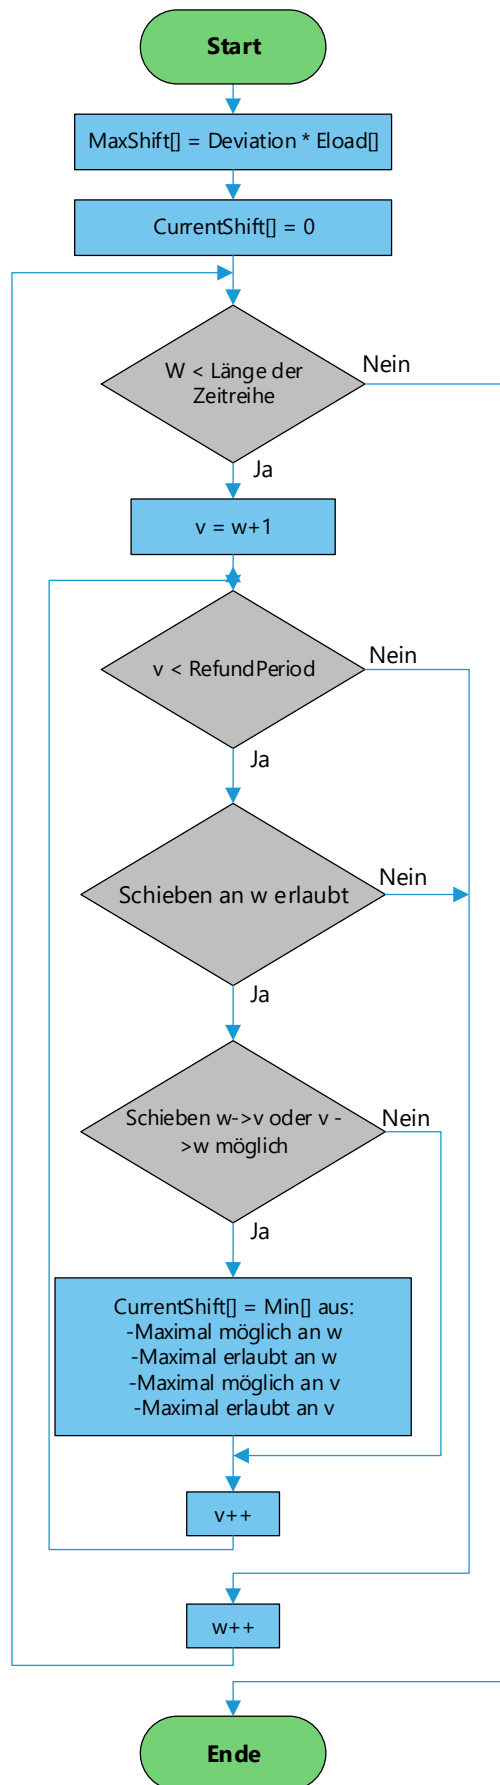 Start
MaxShift[] = Deviation * Eload[]
CurrentShift[] = 0
W < Länge der
Zeitreihe
Nein
Ja
v = w+1
v < RefundPeriod
Nein
Ja
Schieben an w erlaubt
Nein
Ja
Schieben w->v oder v -
>w möglich
Nein
Ja
CurrentShift[] = Min[] aus:
-Maximal möglich an w
-Maximal erlaubt an w
-Maximal möglich an v
-Maximal erlaubt an v
v++
w++
Ende